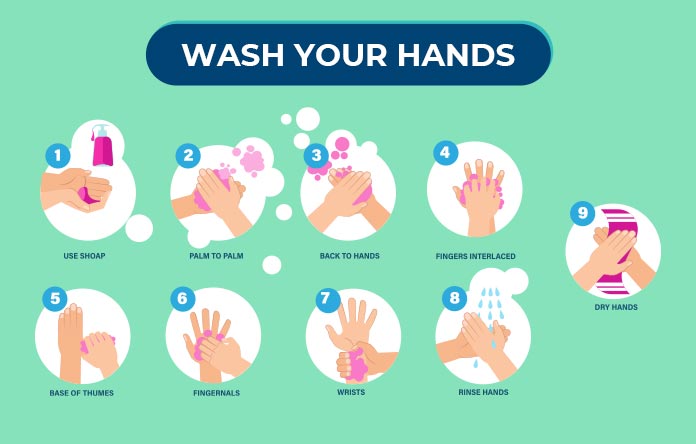 WASH YOUR HANDS
1
USE SHOAP
2
PALM TO PALM
3
BACK TO HANDS
4
FINGERS INTERLACED
5
BASE OF THUMES
6
FINGERNALS
7
WRISTS
8
RINSE HANDS
9
DRY HANDS